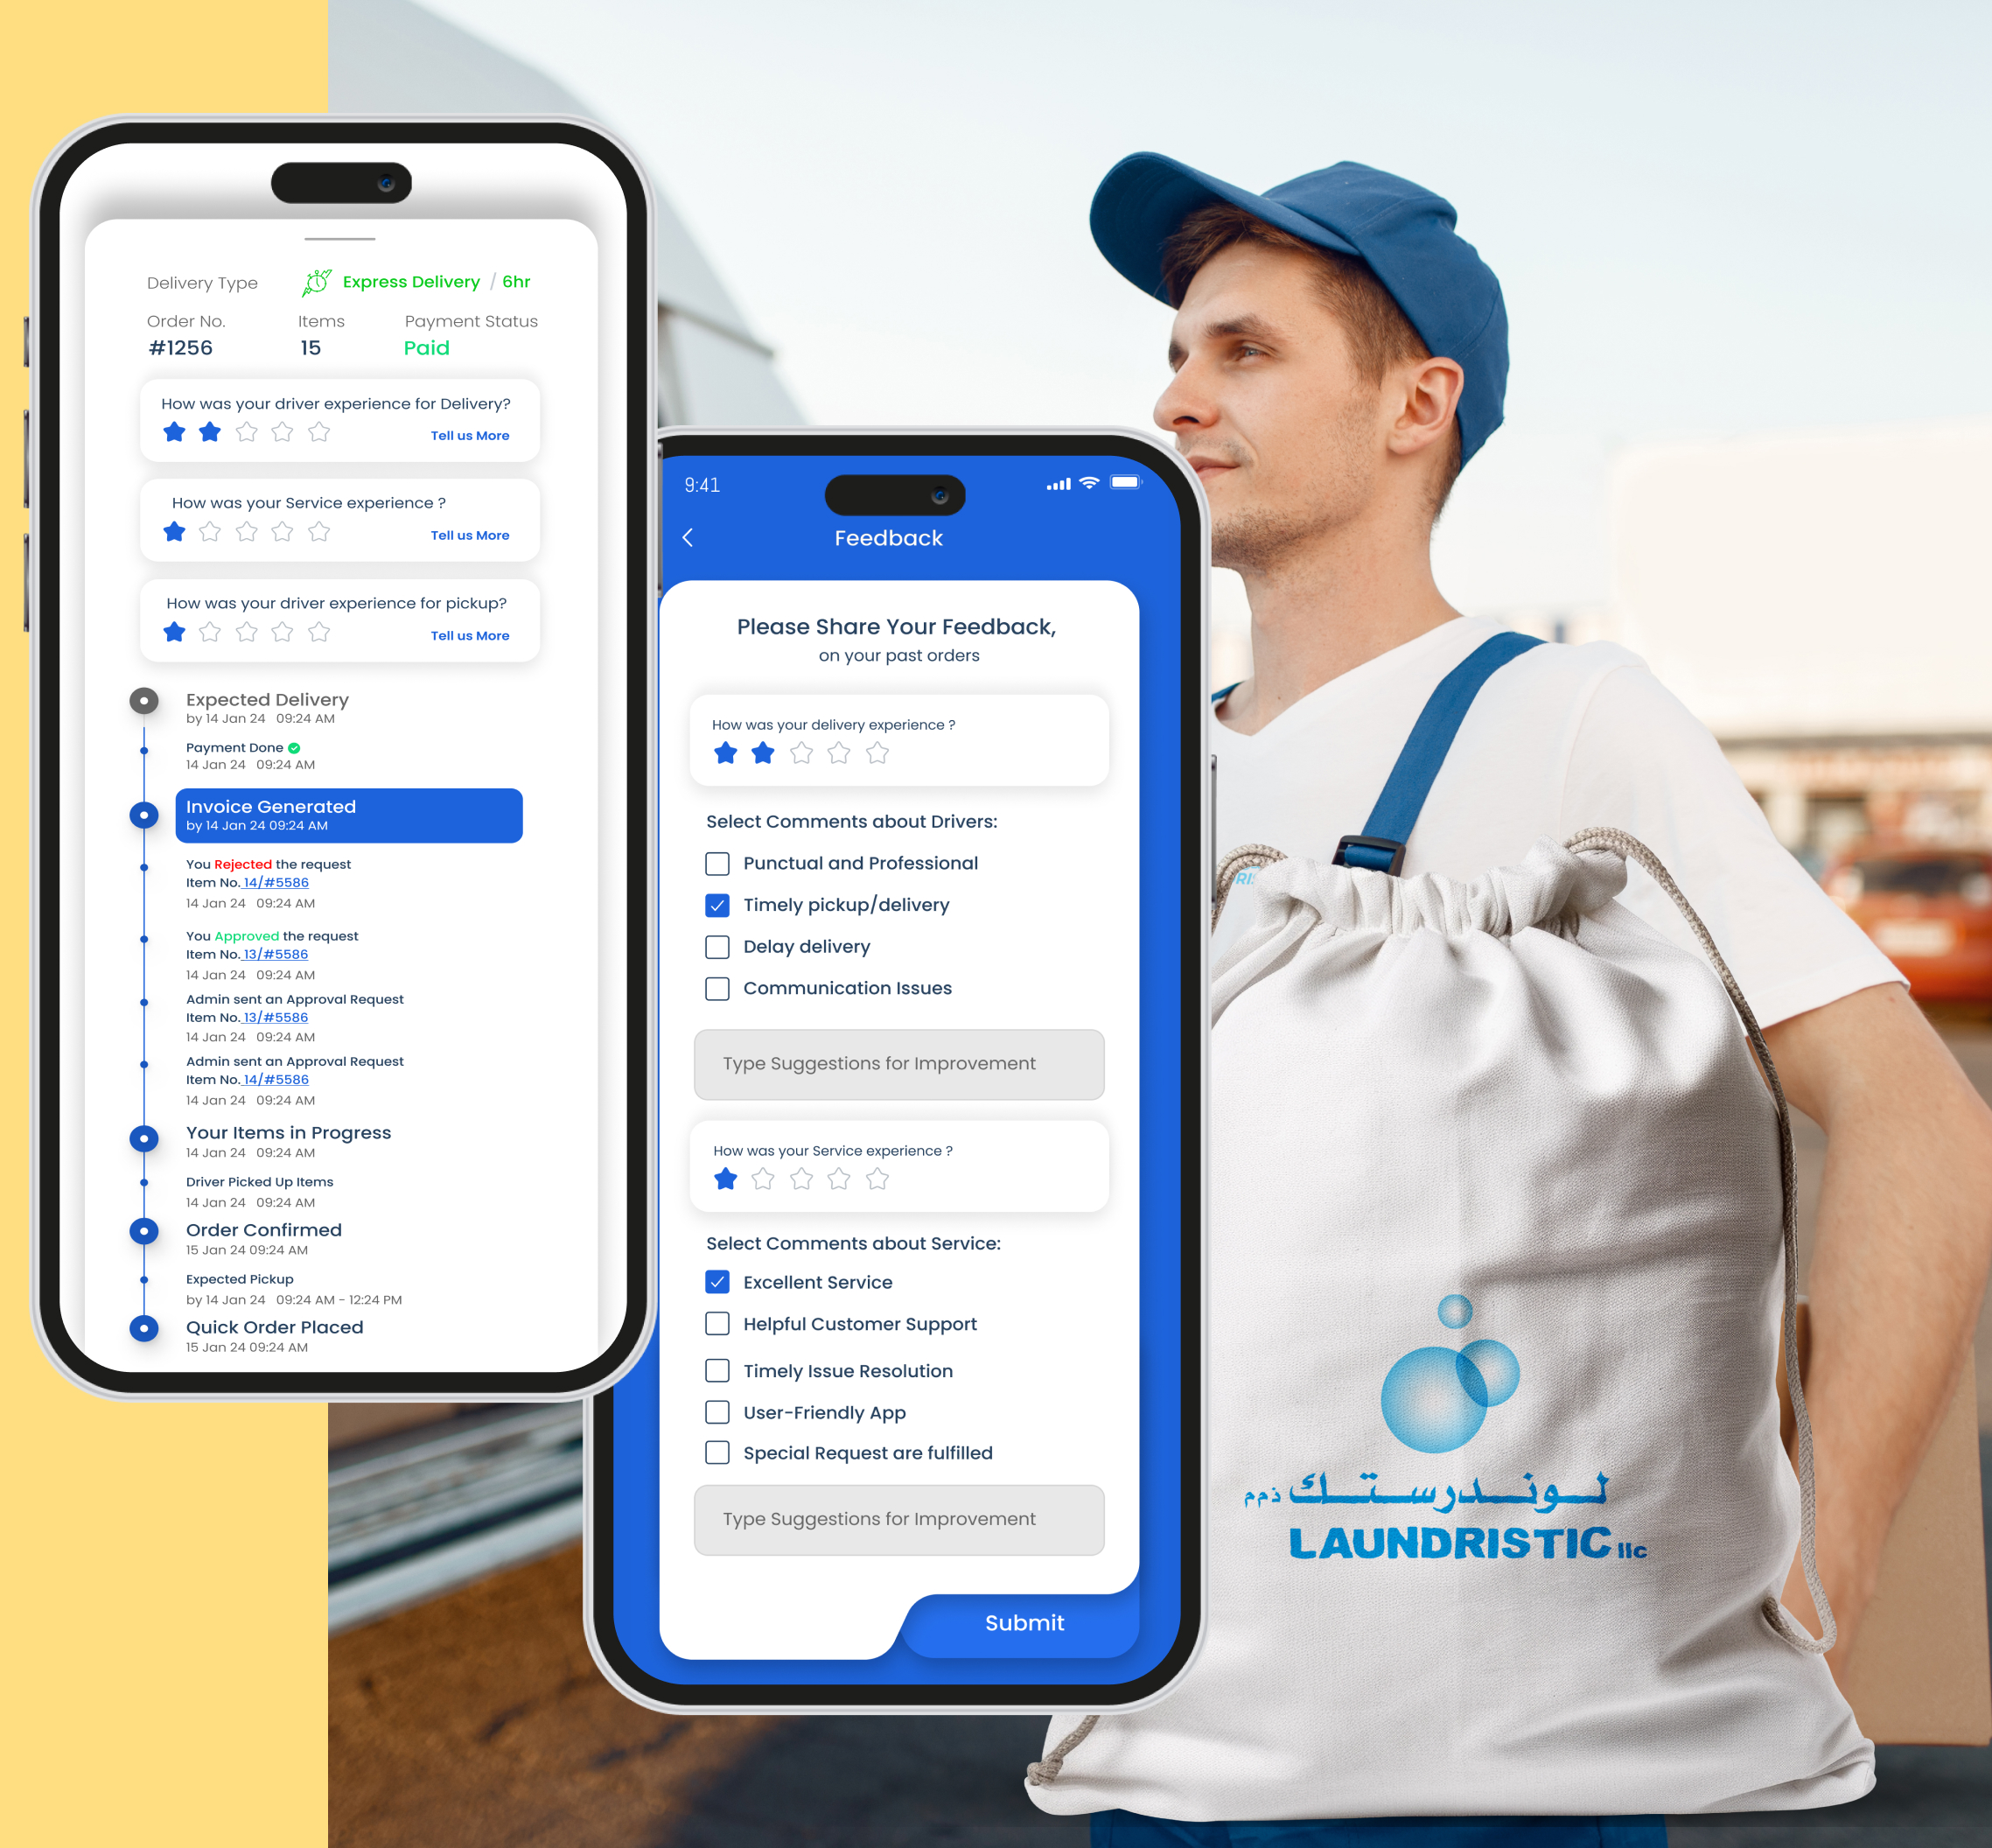 Delivery Type
Express Delivery / 6hr
Order No. Items Payment Status
#1256 15 Paid
How was your driver experience for Delivery?
Tell us More
How was your Service experience ?
Tell us More
How was your driver experience for pickup?
Tell us More
Expected Delivery
by 14 Jan 24 09:24 AM
Payment Done
14 Jan 24 09:24 AM
Invoice Generated
by 14 Jan 24 09:24 AM
You Rejected the request
Item No. 14/#5586
14 Jan 24 09:24 AM
You Approved the request
Item No. 13/#5586
14 Jan 24 09:24 AM
Admin sent an Approval Request
Item No. 13/#5586
14 Jan 24 09:24 AM
Admin sent an Approval Request
Item No. 14/#5586
14 Jan 24 09:24 AM
Your Items in Progress
14 Jan 24 09:24 AM
Driver Picked Up Items
14 Jan 24 09:24 AM
Order Confirmed
15 Jan 24 09:24 AM
Expected Pickup
by 14 Jan 24 09:24 AM - 12:24 PM
Quick Order Placed
15 Jan 24 09:24 AM
9:41
Feedback
Please Share Your Feedback,
on your past orders
How was your delivery experience ?
Select Comments about Drivers:
Punctual and Professional
Timely pickup/delivery
Delay delivery
Communication Issues
Type Suggestions for Improvement
How was your Service experience ?
Select Comments about Service:
Excellent Service
Helpful Customer Support
Timely Issue Resolution
User-Friendly App
Special Request are fulfilled
Type Suggestions for Improvement
Submit
لوندرستك ذمم
LAUNDRISTIC llc